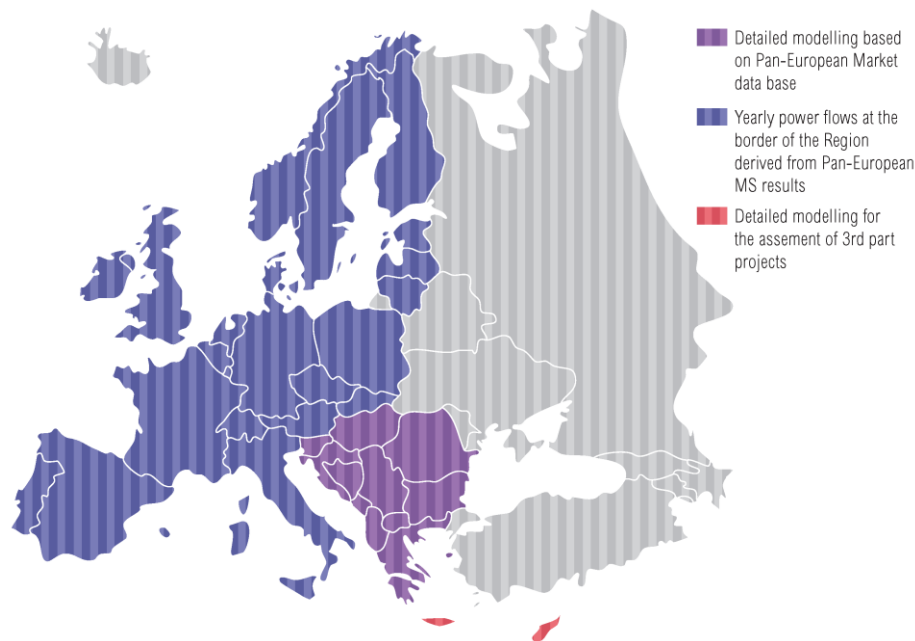 Detailed modelling based
on Pan-European Market
data base
Yearly power flows at the
border of the Region
derived from Pan-European
MS results
Detailed modelling for
the assement of 3rd part
projects